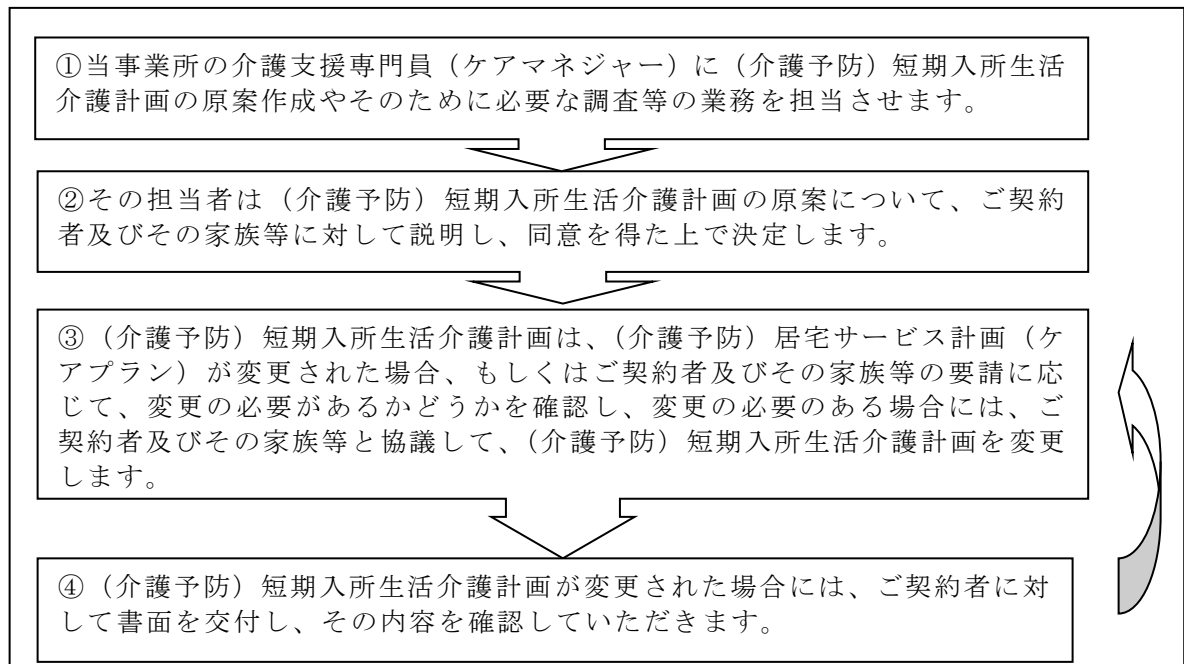 ①当事業所の介護支援専門員（ケアマネジャー）に（介護予防）短期入所生活
介護計画の原案作成やそのために必要な調査等の業務を担当させます。
②その担当者は（介護予防）短期入所生活介護計画の原案について、ご契約
者及びその家族等に対して説明し、同意を得た上で決定します。
③（介護予防）短期入所生活介護計画は、（介護予防）居宅サービス計画（ケ
アプラン）が変更された場合、もしくはご契約者及びその家族等の要請に応
じて、変更の必要があるかどうかを確認し、変更の必要のある場合には、ご
契約者及びその家族等と協議して、（介護予防）短期入所生活介護計画を変更
します。
④（介護予防）短期入所生活介護計画が変更された場合には、ご契約者に対
して書面を交付し、その内容を確認していただきます。